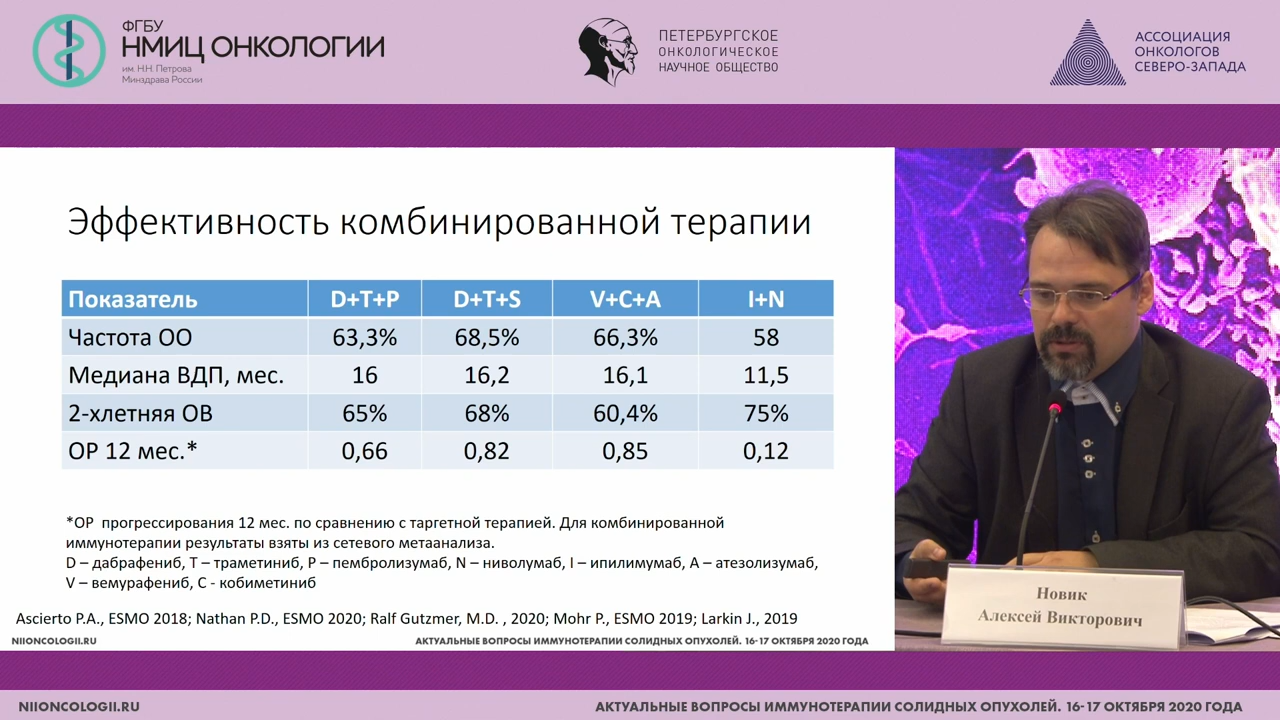 ФГБУ
НМИЦ ОНКОЛОГИИ
им. Н.Н. Петрова
Минздрава России
ПЕТЕРБУРГСКОЕ
ОНКОЛОГИЧЕСКОЕ
НАУЧНОЕ ОБЩЕСТВО
АССОЦИАЦИЯ
ОНКОЛОГОВ
СЕВЕРО-ЗАПАДА
Эффективность комбинированной терапии
Показатель D+T+P D+T+S V+C+A I+N
Частота ОО 63,3% 68,5% 66,3% 58
Медиана ВДП, мес. 16 16,2 16,1 11,5
2-хлетняя ОВ 65% 68% 60,4% 75%
ОР 12 мес.* 0,66 0,82 0,85 0,12
*ОР прогрессирования 12 мес. по сравнению с таргетной терапией. Для комбинированной
иммунотерапии результаты взяты из сетевого метаанализа.
D – дабрафениб, T – траметиниб, P – пембролизумаб, N – ниволумаб, I – ипилимумаб, A – атезолизумаб,
V – вемурафениб, C - кобиметиниб
Ascierto P.A., ESMO 2018; Nathan P.D., ESMO 2020; Ralf Gutzmer, M.D. , 2020; Mohr P., ESMO 2019; Larkin J., 2019
NIIONCOLOGII.RU
АКТУАЛЬНЫЕ ВОПРОСЫ ИММУНОТЕРАПИИ СОЛИДНЫХ ОПУХОЛЕЙ. 16-17 ОКТЯБРЯ 2020 ГОДА
Новик
Алексей Викторович
NIIONCOLOGII.RU
АКТУАЛЬНЫЕ ВОПРОСЫ ИММУНОТЕРАПИИ СОЛИДНЫХ ОПУХОЛЕЙ. 16-17 ОКТЯБРЯ 2020 ГОДА